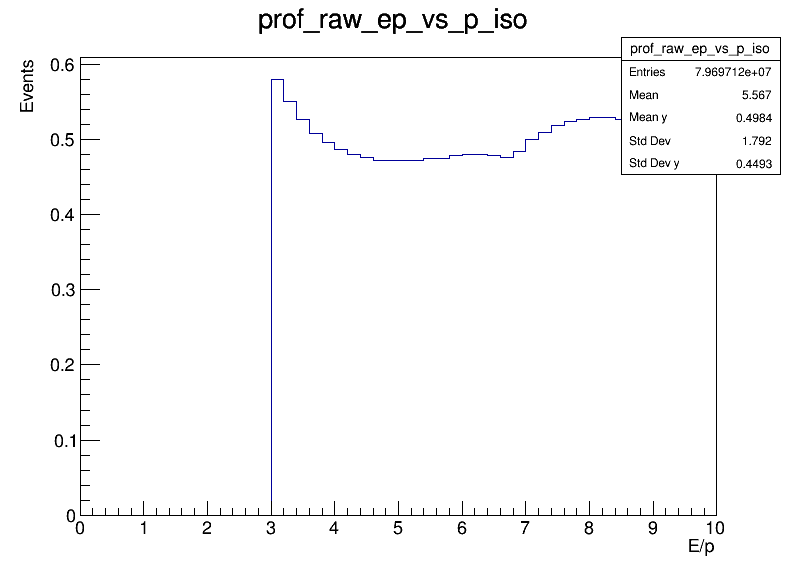 prof_raw_ep_vs_p_iso
prof_raw_ep_vs_p_iso
Entries 7.969712e+07
Mean 5.567
Mean y 0.4984
Std Dev 1.792
Std Dev y 0.4493
Events
0.6
0.5
0.4
0.3
0.2
0.1
0
0 1 2 3 4 5 6 7 8 9 10
E/p